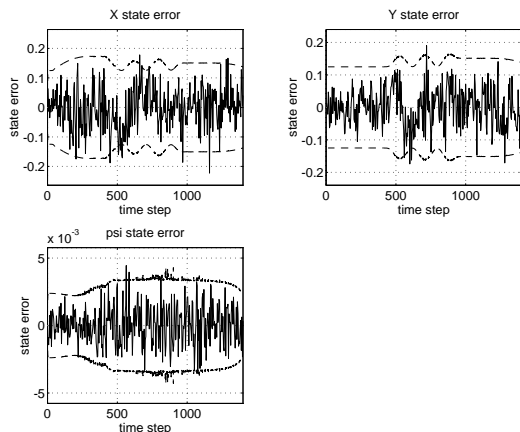 X state error
0.2
0.1
0
-0.1
-0.2
state error
0
500
1000
time step
Y state error
0.2
0.1
0
-0.1
-0.2
state error
0
500
1000
time step
x 10⁻³
psi state error
5
0
-5
state error
0
500
1000
time step